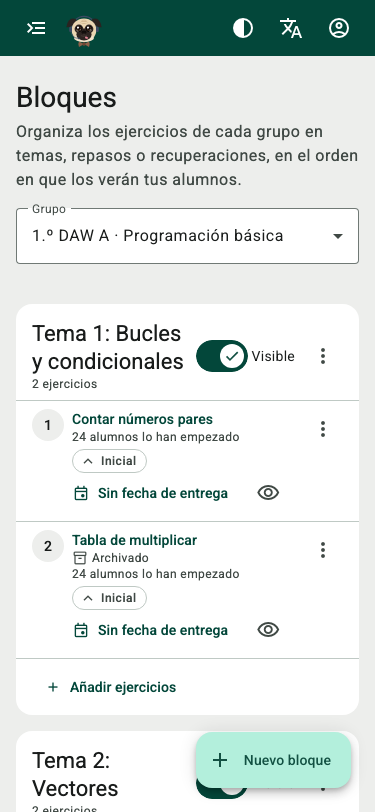 Bloques
Organiza los ejercicios de cada grupo en
temas, repasos o recuperaciones, en el orden
en que los verán tus alumnos.
Grupo
1.º DAW A · Programación básica
Tema 1: Bucles
y condicionales
Visible
2 ejercicios
1
Contar números pares
24 alumnos lo han empezado
Inicial
Sin fecha de entrega
2
Tabla de multiplicar
Archivado
24 alumnos lo han empezado
Inicial
Sin fecha de entrega
+ Añadir ejercicios
Tema 2:
Vectores
+ Nuevo bloque
2 ejercicios